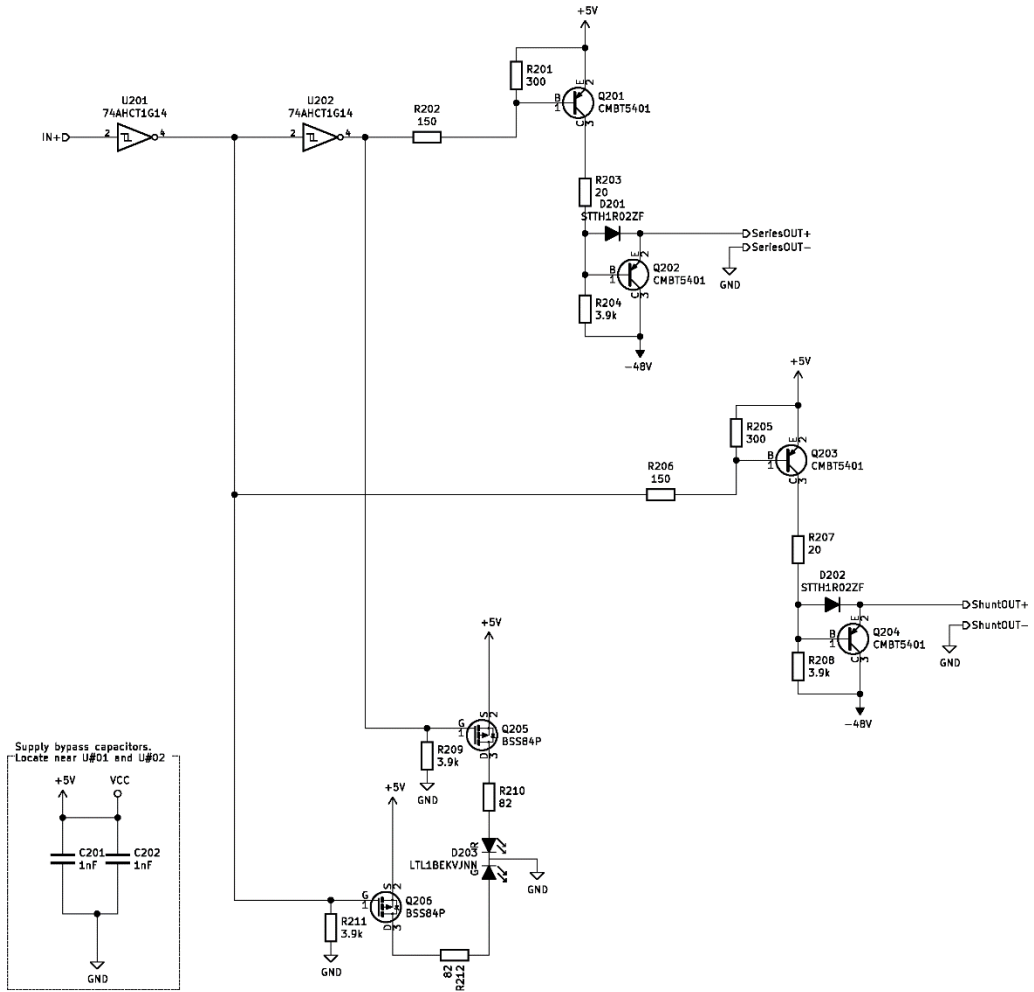 +5V
R201
300
E
2
B
1
Q201
CMBT5401
C
3
U201
74AHCT1G14
IN+
2
4
U202
74AHCT1G14
2
4
R202
150
R203
20
D201
STTH1R02ZF
SeriesOUT+
SeriesOUT-
GND
E
2
B
1
Q202
CMBT5401
C
3
R204
3.9k
-48V
+5V
R205
300
E
2
B
1
Q203
CMBT5401
C
3
R206
150
R207
20
D202
STTH1R02ZF
ShuntOUT+
ShuntOUT-
GND
E
2
B
1
Q204
CMBT5401
C
3
R208
3.9k
-48V
+5V
S
2
G
1
Q205
BSS84P
D
3
R209
3.9k
GND
R210
82
+5V
D203
LTL1BEKVJNN
R
G
GND
S
2
G
1
Q206
BSS84P
D
3
R211
3.9k
GND
82
R212
Supply bypass capacitors.
Locate near U#01 and U#02
+5V
VCC
C201
1nF
C202
1nF
GND